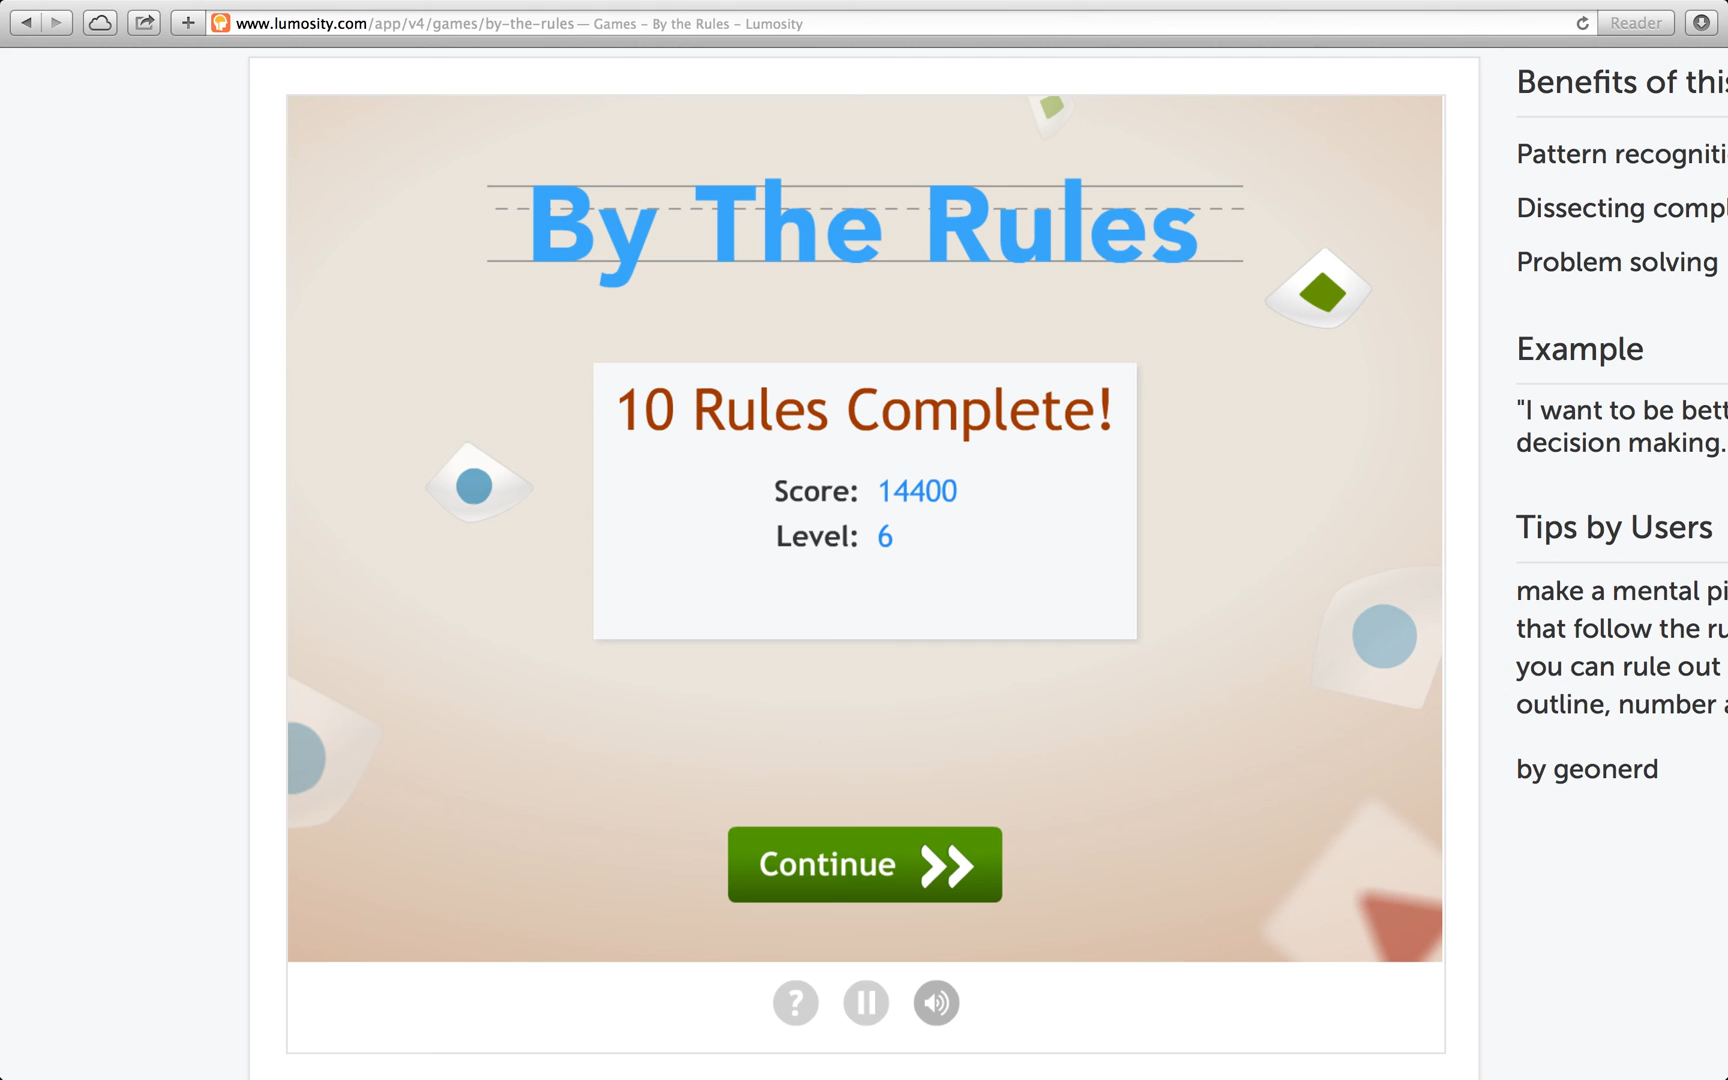 www.lumosity.com/app/v4/games/by-the-rules — Games – By the Rules – Lumosity
Reader
By The Rules
10 Rules Complete!
Score: 14400
Level: 6
Continue
?
Benefits of this
Pattern recogniti
Dissecting compl
Problem solving
Example
"I want to be bett
decision making.
Tips by Users
make a mental pi
that follow the ru
you can rule out
outline, number a
by geonerd